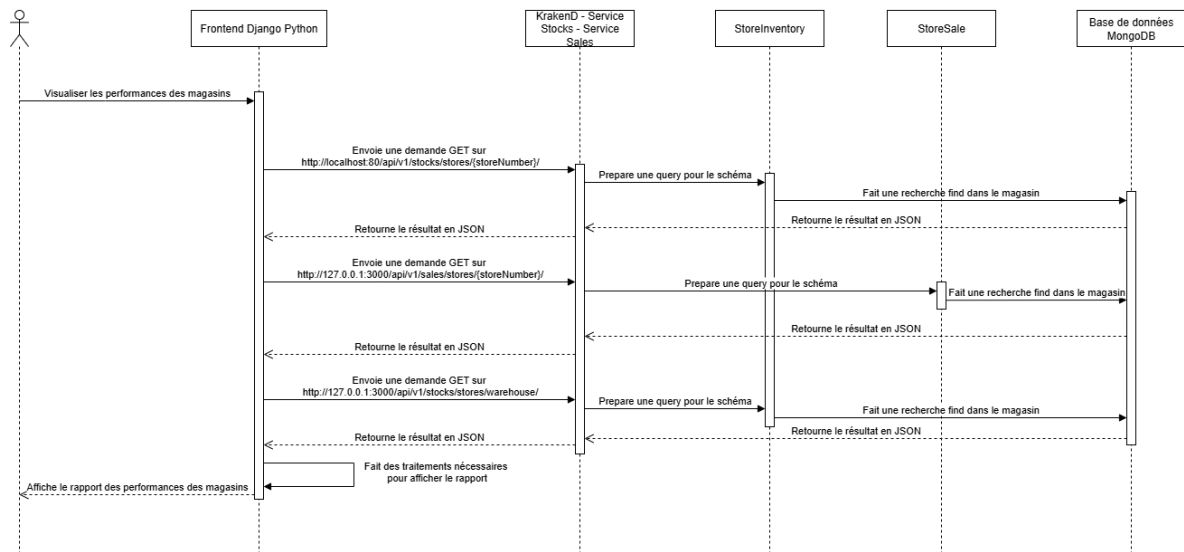 Frontend Django Python
KrakenD - Service
Stocks - Service
Sales
StoreInventory
StoreSale
Base de données
MongoDB
Visualiser les performances des magasins
Envoie une demande GET sur
http://localhost:80/api/v1/stocks/stores/{storeNumber}/
Prepare une query pour le schéma
Fait une recherche find dans le magasin
Retourne le résultat en JSON
Retourne le résultat en JSON
Envoie une demande GET sur
http://127.0.0.1:3000/api/v1/sales/stores/{storeNumber}/
Prepare une query pour le schéma
Fait une recherche find dans le magasin
Retourne le résultat en JSON
Retourne le résultat en JSON
Envoie une demande GET sur
http://127.0.0.1:3000/api/v1/stocks/stores/warehouse/
Prepare une query pour le schéma
Fait une recherche find dans le magasin
Retourne le résultat en JSON
Retourne le résultat en JSON
Fait des traitements nécessaires
pour afficher le rapport
Affiche le rapport des performances des magasins